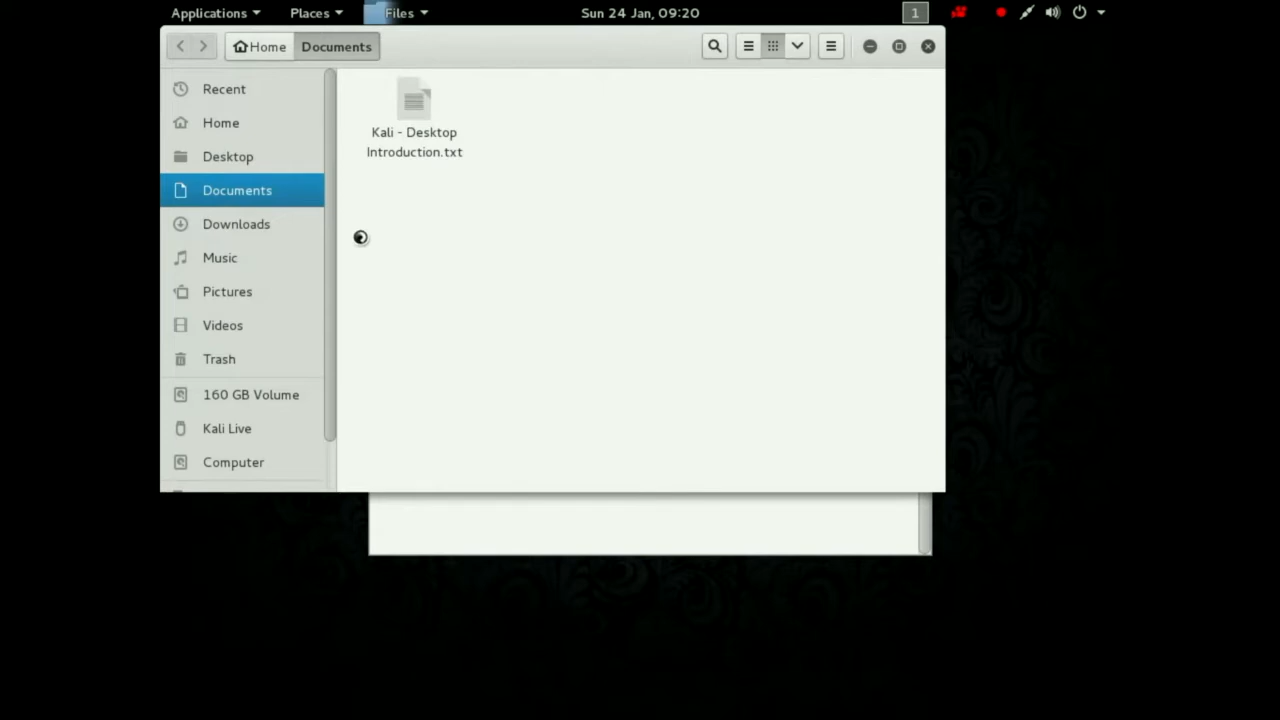 Applications Places Files Sun 24 Jan, 09:20 1
Home Documents
Recent
Home
Desktop
Documents
Downloads
Music
Pictures
Videos
Trash
160 GB Volume
Kali Live
Computer
Kali - Desktop
Introduction.txt